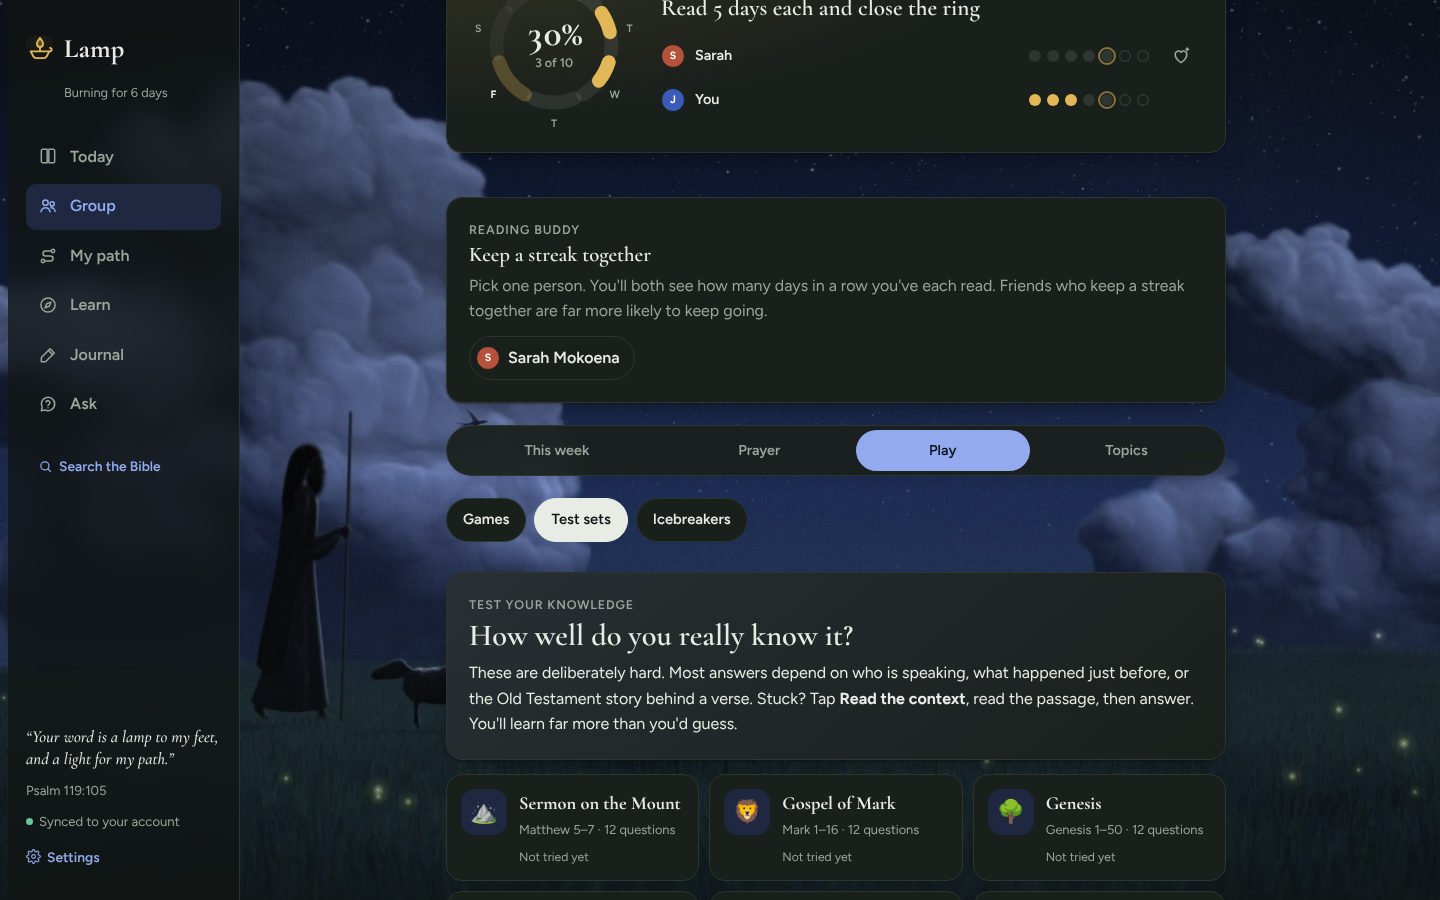 Lamp
Burning for 6 days
Today
Group
My path
Learn
Journal
Ask
Search the Bible
“Your word is a lamp to my feet,
and a light for my path.”
Psalm 119:105
Synced to your account
Settings
S
T
30%
3 of 10
F
W
T
Read 5 days each and close the ring
S Sarah
J You
READING BUDDY
Keep a streak together
Pick one person. You'll both see how many days in a row you've each read. Friends who keep a streak
together are far more likely to keep going.
S Sarah Mokoena
This week Prayer Play Topics
Games Test sets Icebreakers
TEST YOUR KNOWLEDGE
How well do you really know it?
These are deliberately hard. Most answers depend on who is speaking, what happened just before, or
the Old Testament story behind a verse. Stuck? Tap Read the context, read the passage, then answer.
You'll learn far more than you'd guess.
Sermon on the Mount
Matthew 5–7 · 12 questions
Not tried yet
Gospel of Mark
Mark 1–16 · 12 questions
Not tried yet
Genesis
Genesis 1–50 · 12 questions
Not tried yet